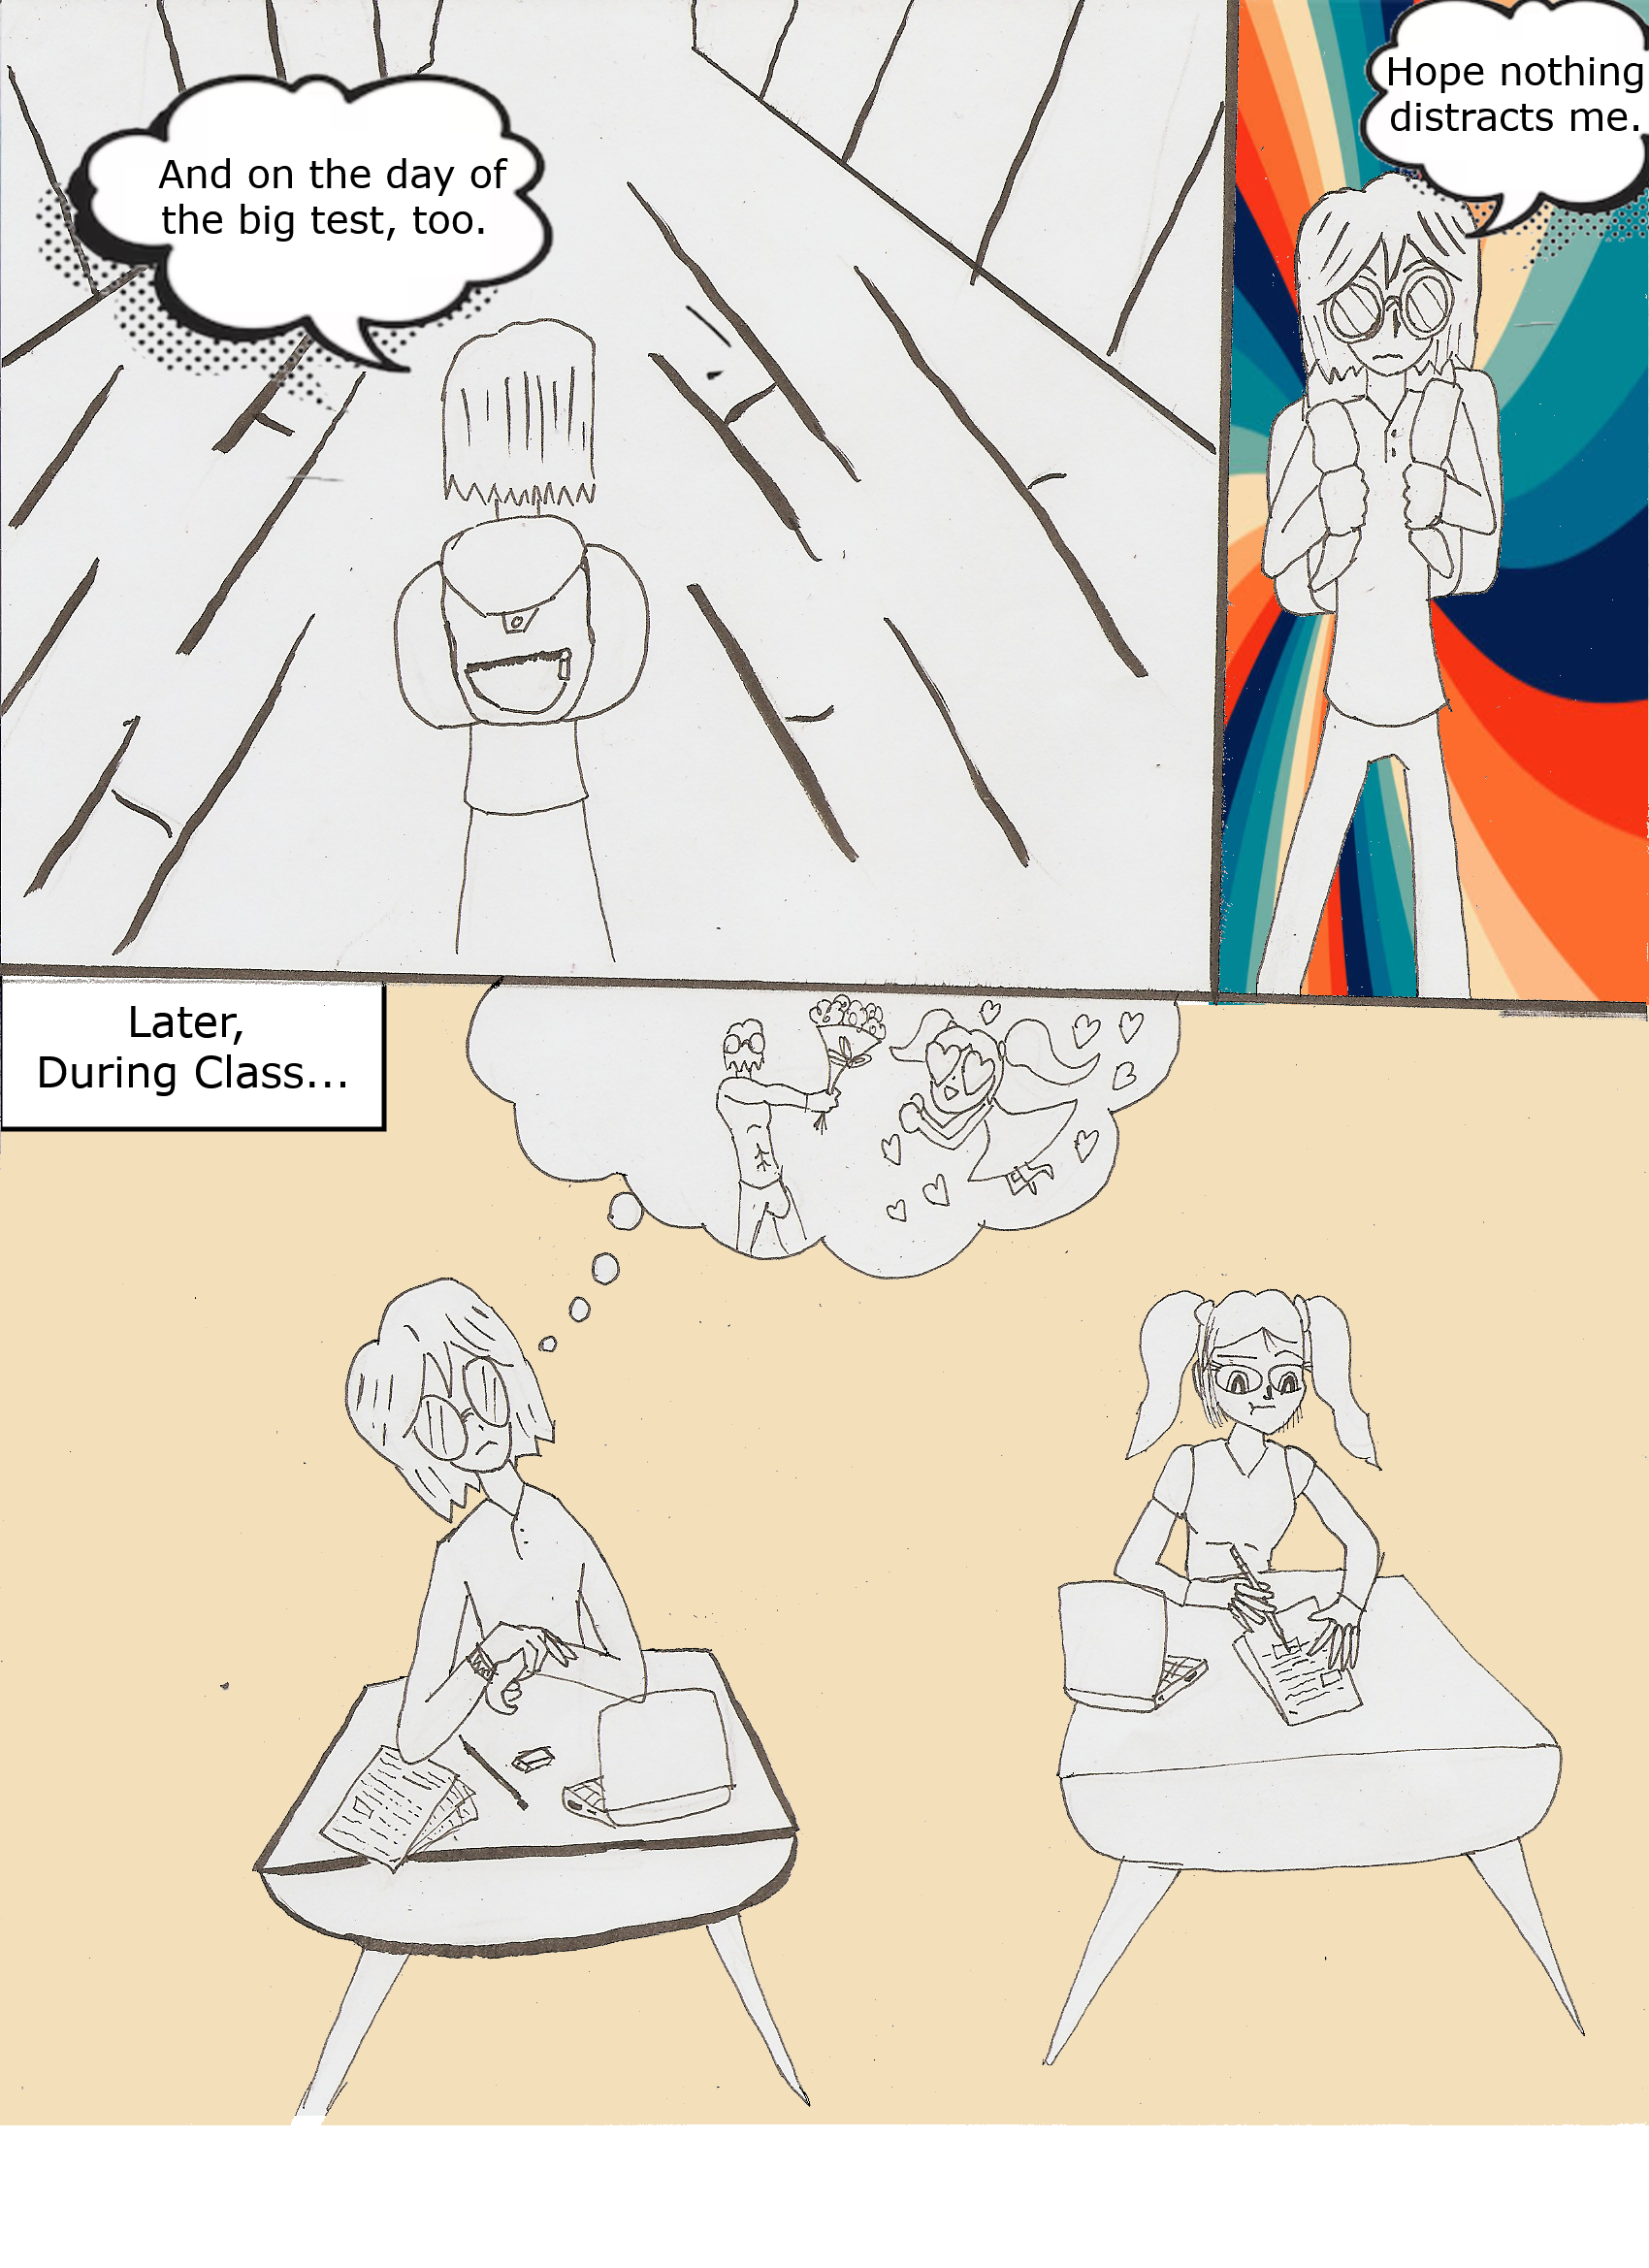 And on the day of
the big test, too.
Hope nothing
distracts me.
Later,
During Class...